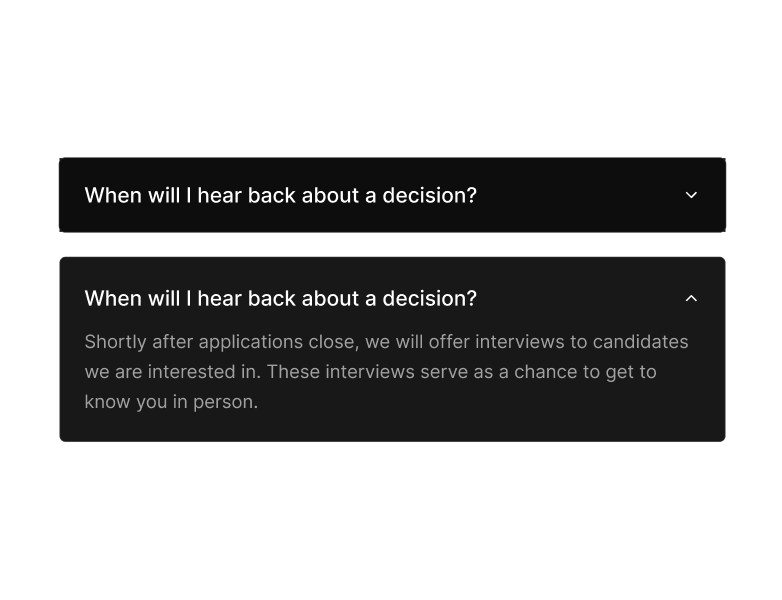 When will I hear back about a decision?
When will I hear back about a decision?
Shortly after applications close, we will offer interviews to candidates
we are interested in. These interviews serve as a chance to get to
know you in person.